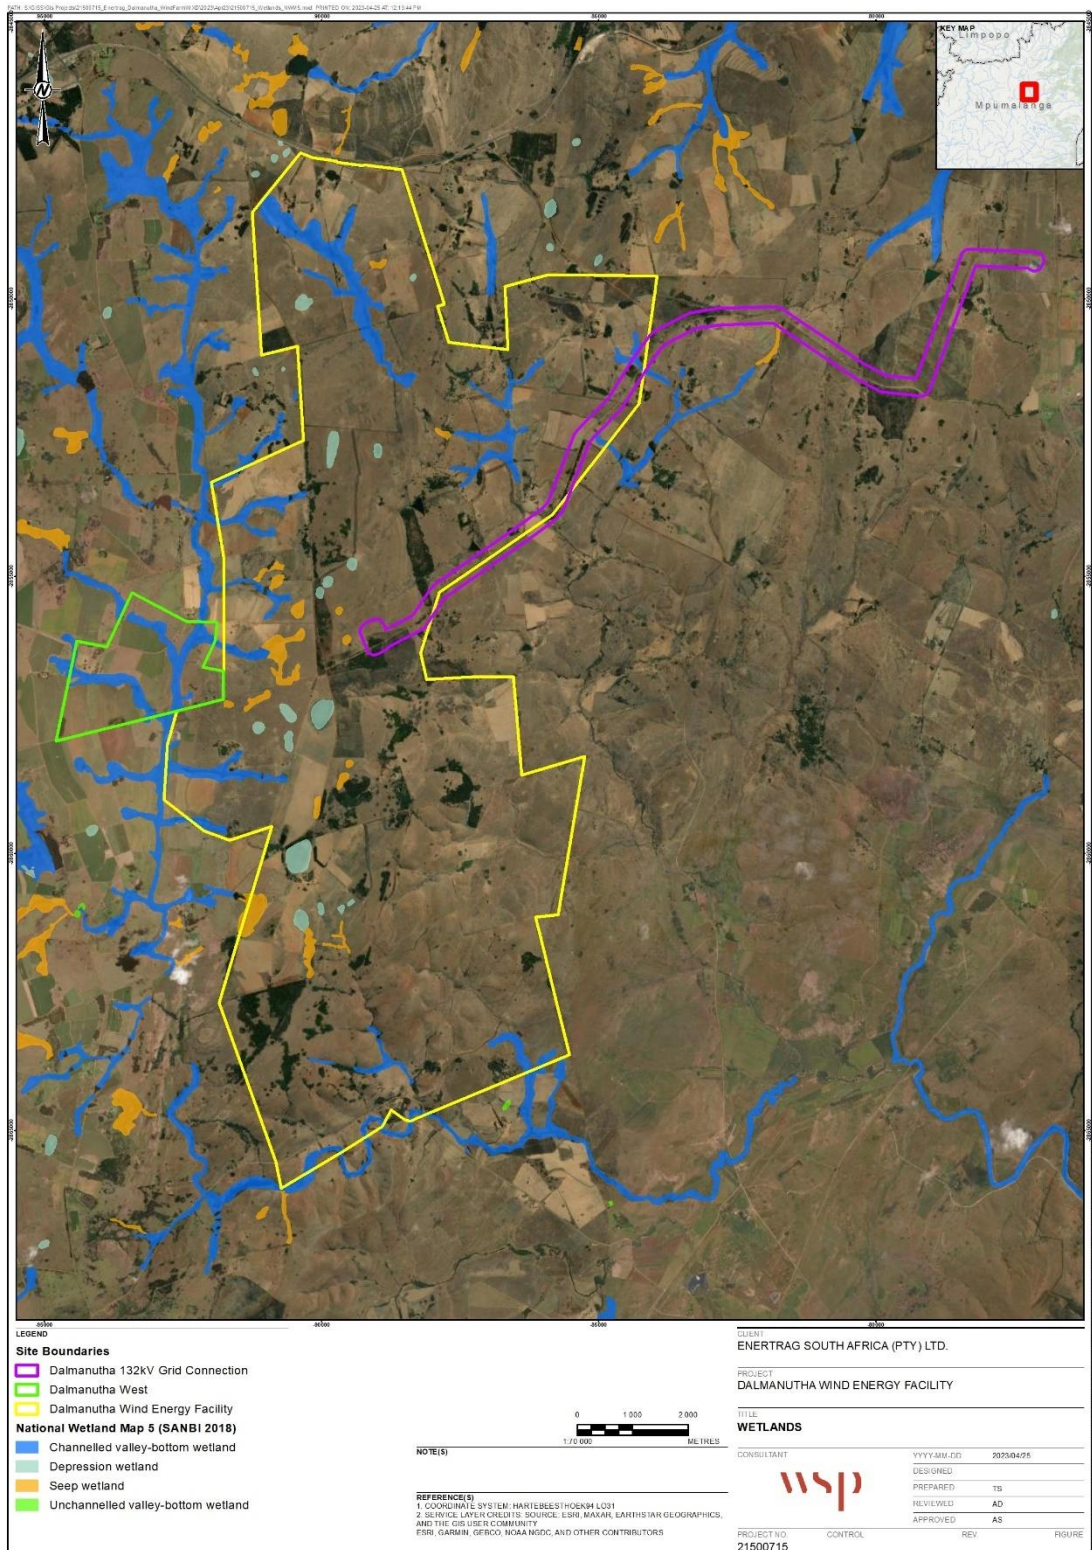 KEY MAP
Limpopo
Mpumalanga
N
LEGEND
Site Boundaries
Dalmanutha 132kV Grid Connection
Dalmanutha West
Dalmanutha Wind Energy Facility
National Wetland Map 5 (SANBI 2018)
Channelled valley-bottom wetland
Depression wetland
Seep wetland
Unchannelled valley-bottom wetland
0 1 000 2 000
1:70 000 METRES
NOTE(S)
REFERENCE(S)
1. COORDINATE SYSTEM: HARTEBEESTHOEK94 LO31
2. SERVICE LAYER CREDITS: SOURCE: ESRI, MAXAR, EARTHSTAR GEOGRAPHICS,
AND THE GIS USER COMMUNITY
ESRI, GARMIN, GEBCO, NOAA NGDC, AND OTHER CONTRIBUTORS
CLIENT
ENERTRAG SOUTH AFRICA (PTY) LTD.
PROJECT
DALMANUTHA WIND ENERGY FACILITY
TITLE
WETLANDS
CONSULTANT
wsp
YYYY-MM-DD 2023/04/25
DESIGNED
PREPARED TS
REVIEWED AD
APPROVED AS
PROJECT NO. CONTROL REV. FIGURE
21500715